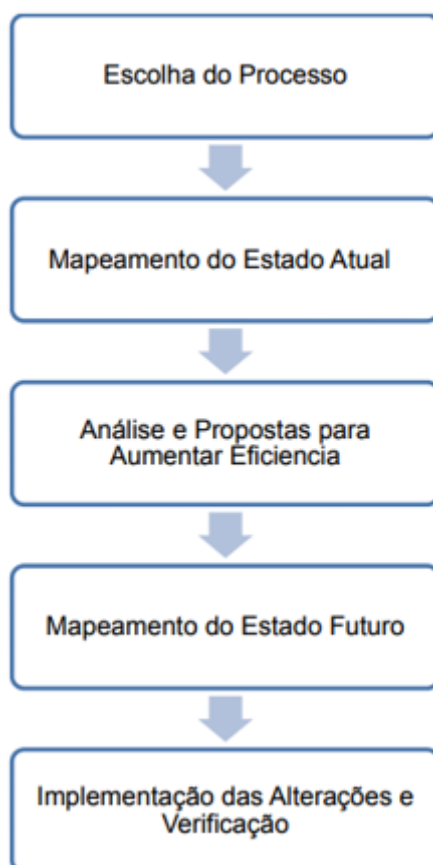 Escolha do Processo
Mapeamento do Estado Atual
Análise e Propostas para
Aumentar Eficiencia
Mapeamento do Estado Futuro
Implementação das Alterações e
Verificação